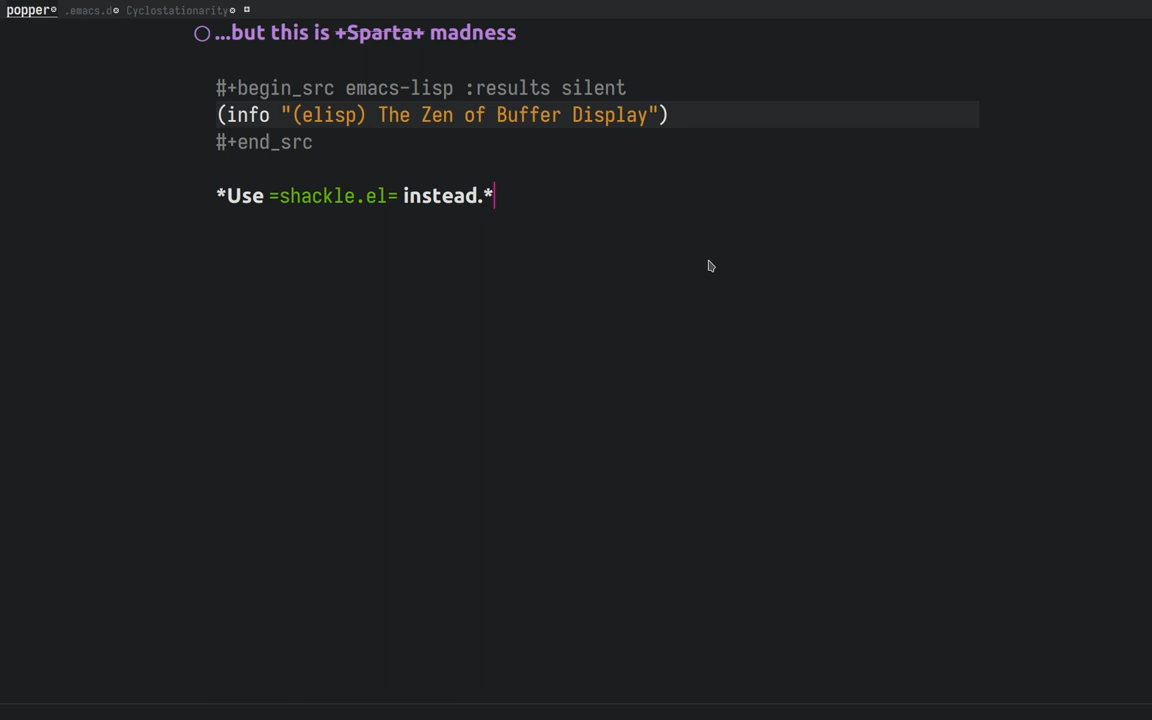 popper .emacs.d Cyclostationarity
...but this is +Sparta+ madness
#+begin_src emacs-lisp :results silent
(info "(elisp) The Zen of Buffer Display")
#+end_src
*Use =shackle.el= instead.*